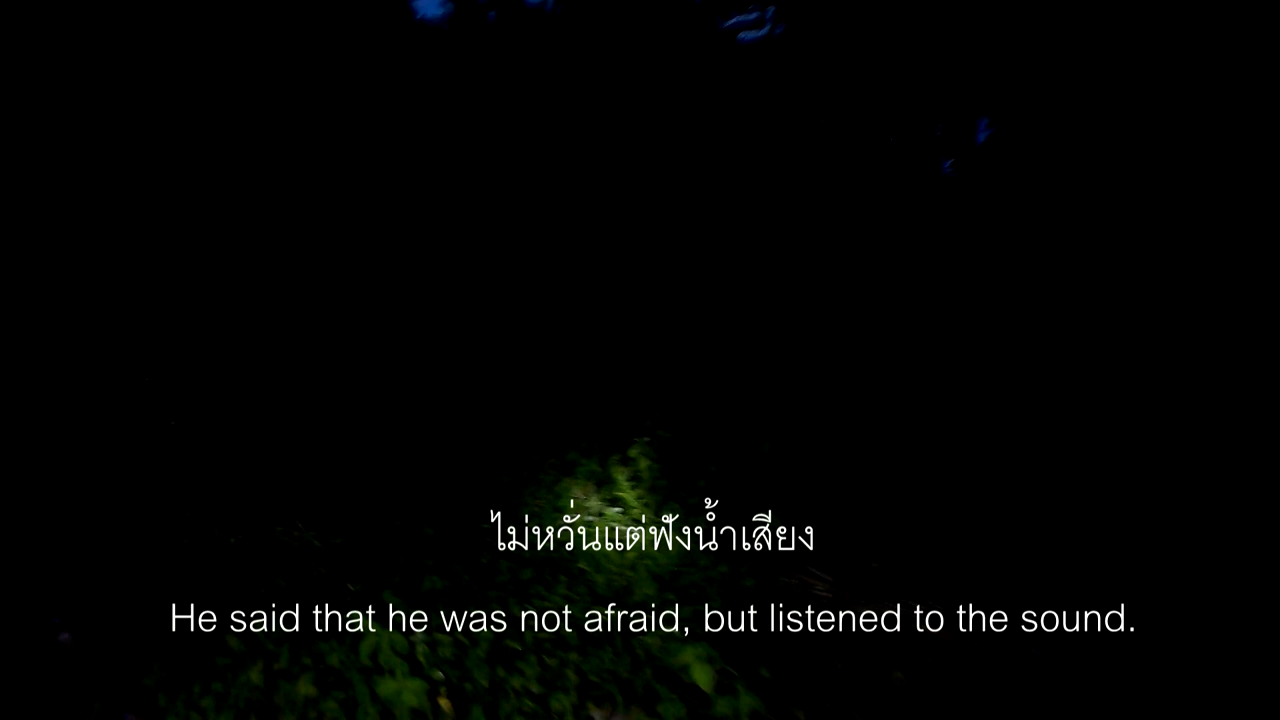 ไม่หวั่นแต่ฟังน้ำเสียง
He said that he was not afraid, but listened to the sound.